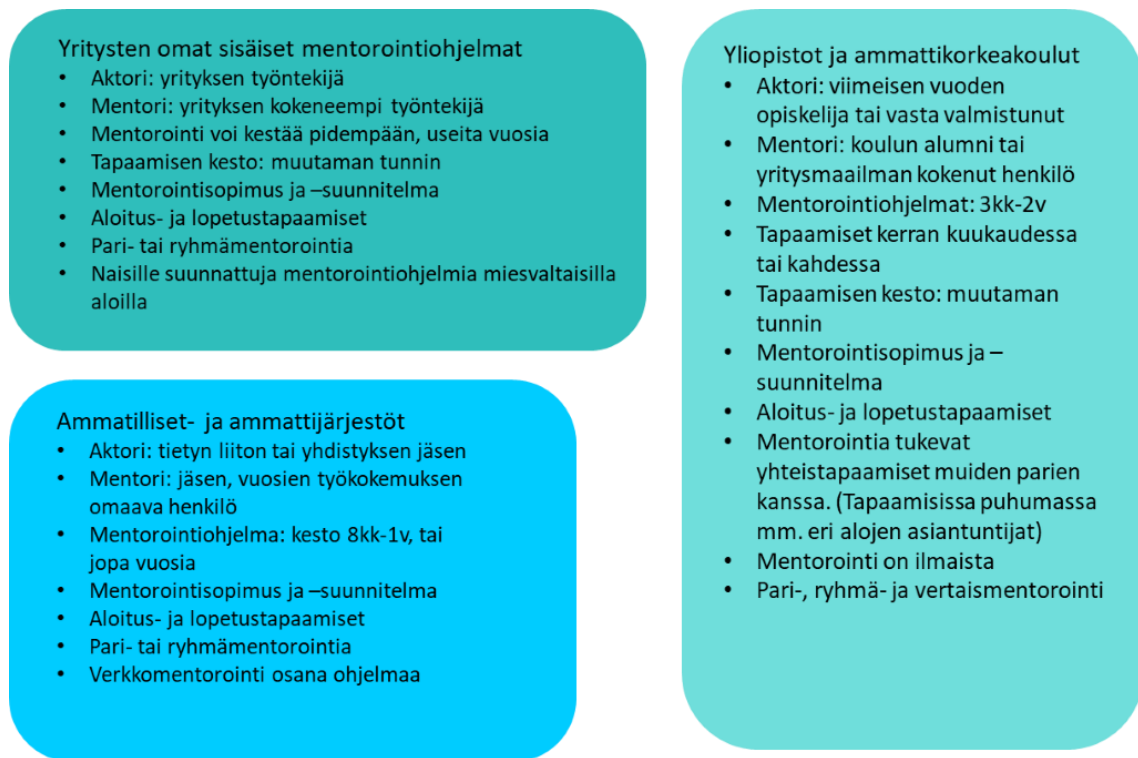 Yritysten omat sisäiset mentorointiohjelmat
• Aktori: yrityksen työntekijä
• Mentori: yrityksen kokeneempi työntekijä
• Mentorointi voi kestää pidempään, useita vuosia
• Tapaamisen kesto: muutaman tunnin
• Mentorointisopimus ja –suunnitelma
• Aloitus- ja lopetustapaamiset
• Pari- tai ryhmämentorointia
• Naisille suunnattuja mentorointiohjelmia miesvaltaisilla
aloilla
Ammatilliset- ja ammattijärjestöt
• Aktori: tietyn liiton tai yhdistyksen jäsen
• Mentori: jäsen, vuosien työkokemuksen
omaava henkilö
• Mentorointiohjelma: kesto 8kk-1v, tai
jopa vuosia
• Mentorointisopimus ja –suunnitelma
• Aloitus- ja lopetustapaamiset
• Pari- tai ryhmämentorointia
• Verkkomentorointi osana ohjelmaa
Yliopistot ja ammattikorkeakoulut
• Aktori: viimeisen vuoden
opiskelija tai vasta valmistunut
• Mentori: koulun alumni tai
yritysmaailman kokenut henkilö
• Mentorointiohjelmat: 3kk-2v
• Tapaamiset kerran kuukaudessa
tai kahdessa
• Tapaamisen kesto: muutaman
tunnin
• Mentorointisopimus ja –
suunnitelma
• Aloitus- ja lopetustapaamiset
• Mentorointia tukevat
yhteistapaamiset muiden parien
kanssa. (Tapaamisissa puhumassa
mm. eri alojen asiantuntijat)
• Mentorointi on ilmaista
• Pari-, ryhmä- ja vertaismentorointi